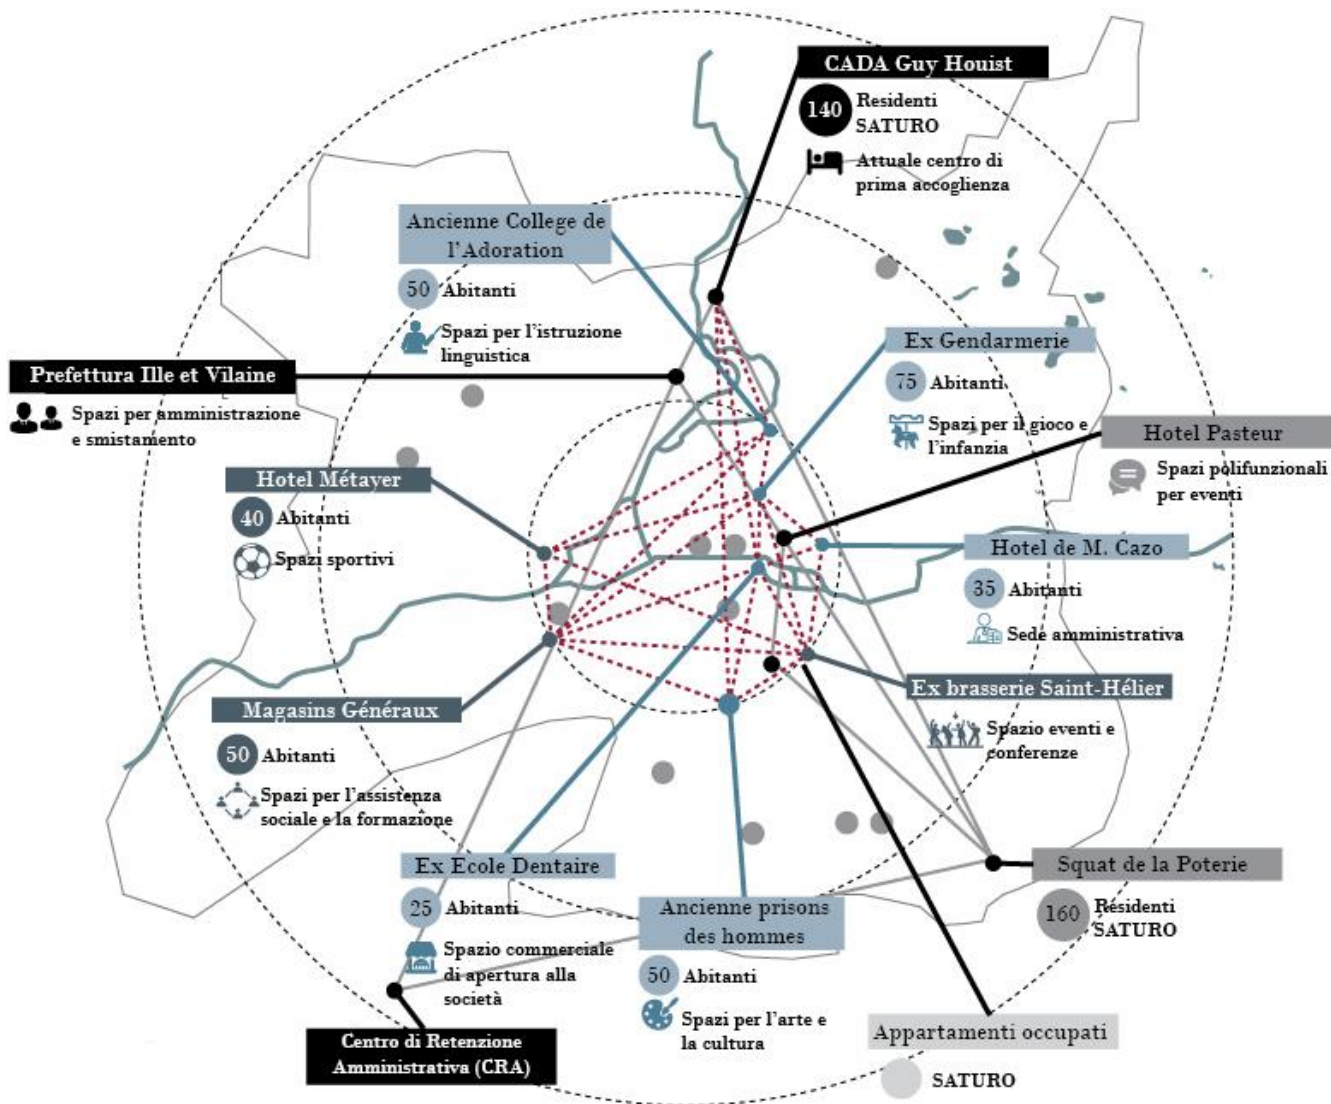 CADA Guy Houist
140
Residenti
SATURO
Attuale centro di
prima accoglienza
Ancienne College de
l'Adoration
50
Abitanti
Spazi per l'istruzione
linguistica
Ex Gendarmerie
75
Abitanti
Spazi per il gioco e
l'infanzia
Prefettura Ille et Vilaine
Spazi per amministrazione
e smistamento
Hotel Pasteur
Spazi polifunzionali
per eventi
Hotel Métayer
40
Abitanti
Spazi sportivi
Hotel de M. Cazo
35
Abitanti
Sede amministrativa
Ex brasserie Saint-Hélier
Spazio eventi e
conferenze
Magasins Généraux
50
Abitanti
Spazi per l'assistenza
sociale e la formazione
Ex Ecole Dentaire
25
Abitanti
Spazio commerciale
di apertura alla
società
Ancienne prisons
des hommes
50
Abitanti
Spazi per l'arte e
la cultura
Squat de la Poterie
160
Residenti
SATURO
Appartamenti occupati
SATURO
Centro di Retenzione
Amministrativa (CRA)